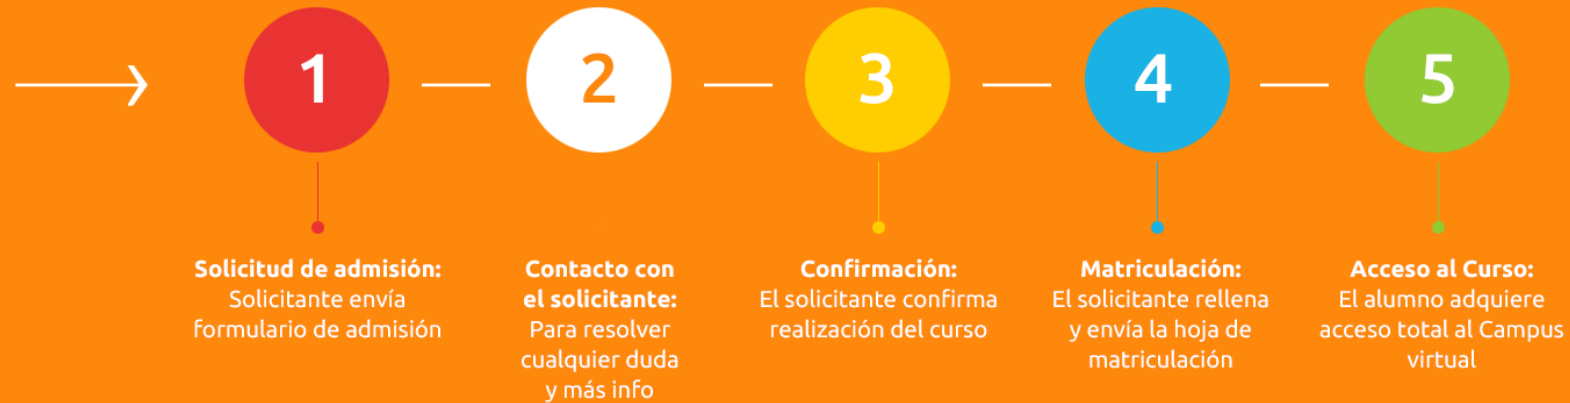 1
2
3
4
5
Solicitud de admisión:
Solicitante envía
formulario de admisión
Contacto con
el solicitante:
Para resolver
cualquier duda
y más info
Confirmación:
El solicitante confirma
realización del curso
Matriculación:
El solicitante rellena
y envía la hoja de
matriculación
Acceso al Curso:
El alumno adquiere
acceso total al Campus
virtual